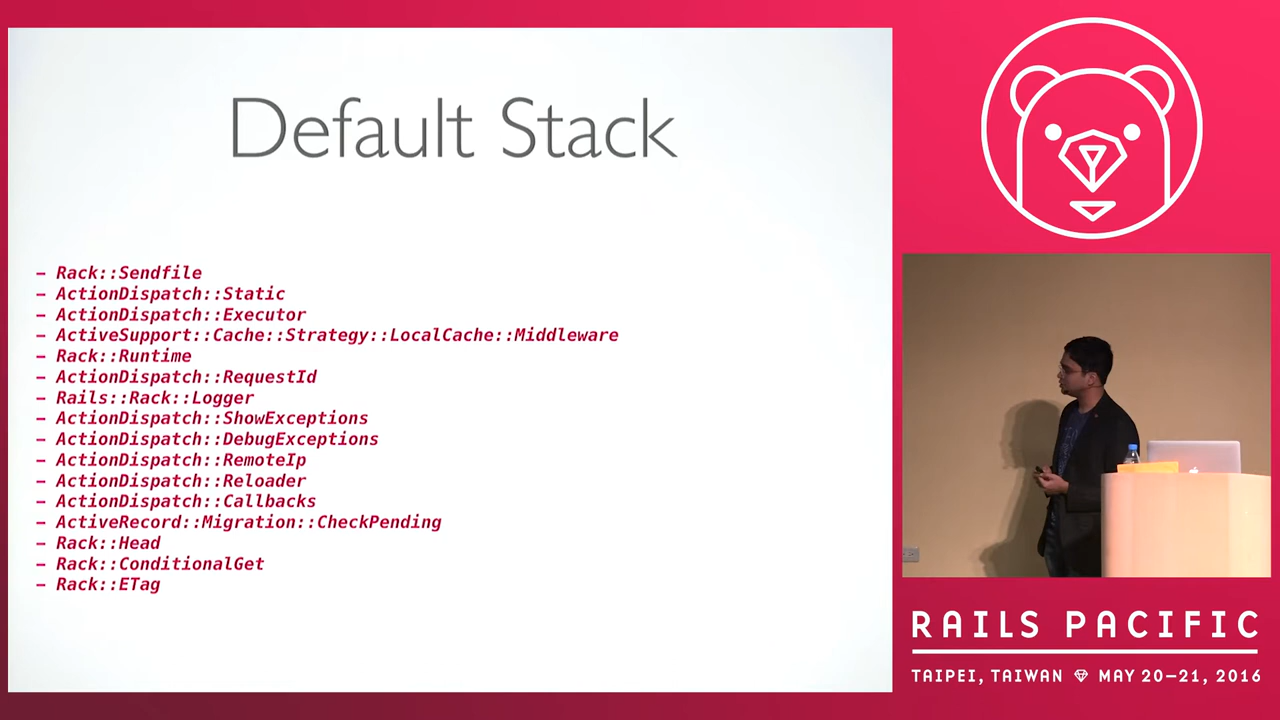 Default Stack
– Rack::Sendfile
– ActionDispatch::Static
– ActionDispatch::Executor
– ActiveSupport::Cache::Strategy::LocalCache::Middleware
– Rack::Runtime
– ActionDispatch::RequestId
– Rails::Rack::Logger
– ActionDispatch::ShowExceptions
– ActionDispatch::DebugExceptions
– ActionDispatch::RemoteIp
– ActionDispatch::Reloader
– ActionDispatch::Callbacks
– ActiveRecord::Migration::CheckPending
– Rack::Head
– Rack::ConditionalGet
– Rack::ETag
RAILS PACIFIC
TAIPEI, TAIWAN MAY 20–21, 2016